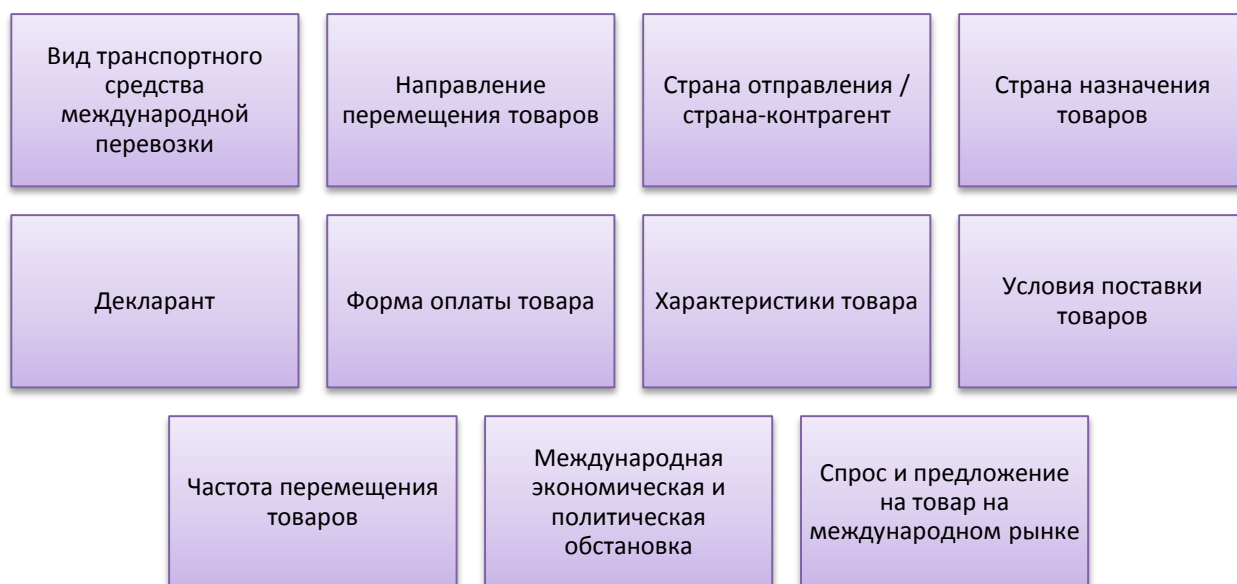 Вид транспортного
средства
международной
перевозки
Направление
перемещения товаров
Страна отправления /
страна-контрагент
Страна назначения
товаров
Декларант
Форма оплаты товара
Характеристики товара
Условия поставки
товаров
Частота перемещения
товаров
Международная
экономическая и
политическая
обстановка
Спрос и предложение
на товар на
международном рынке